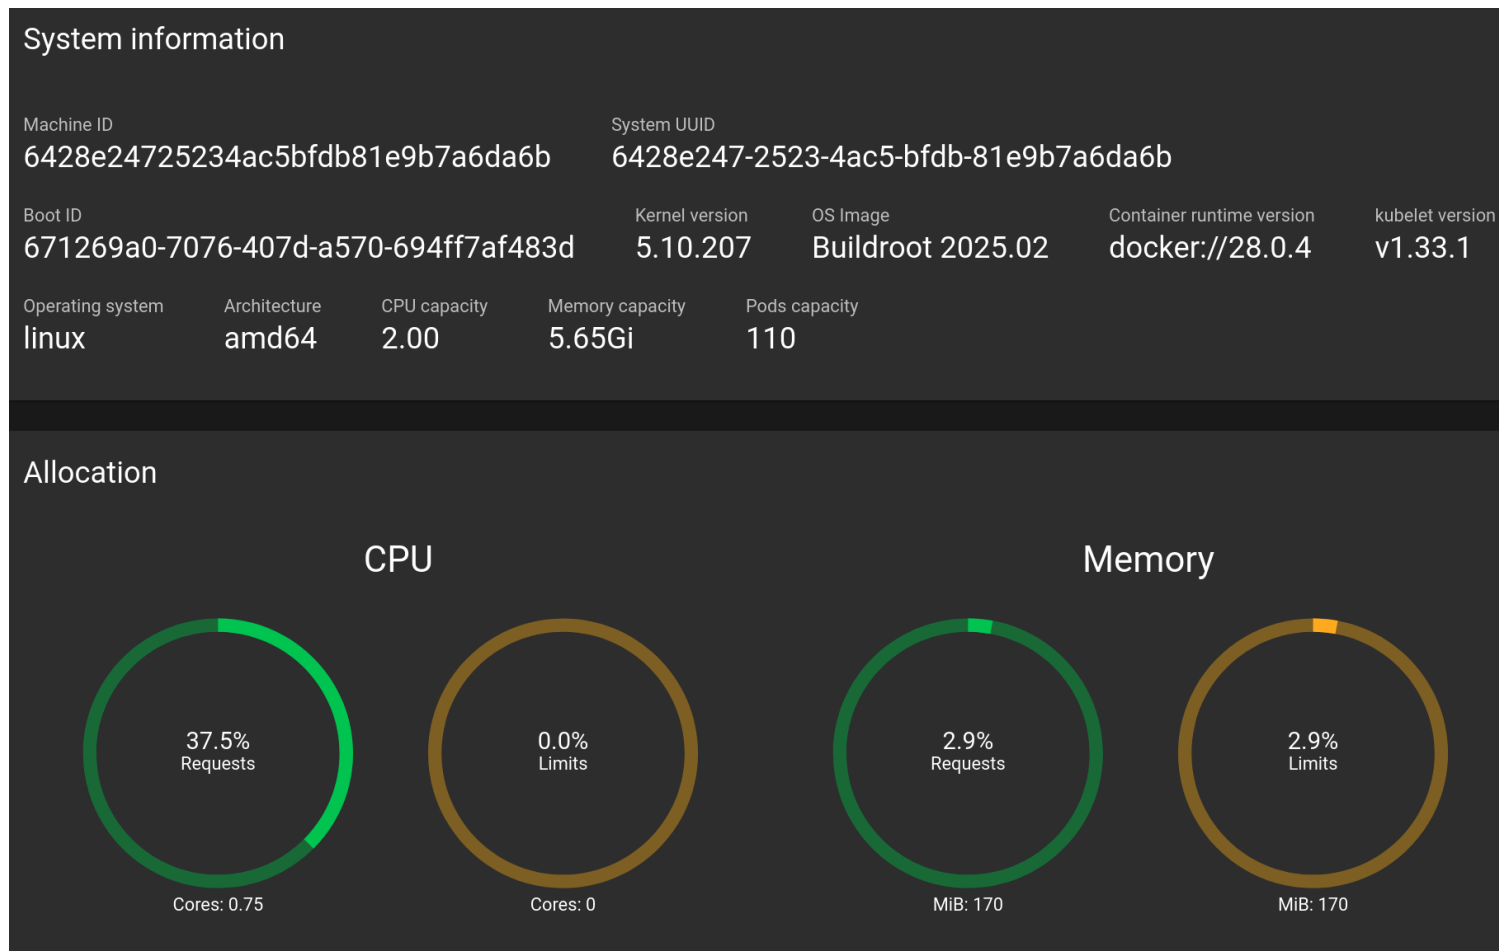 System information
Machine ID System UUID
6428e24725234ac5bfdb81e9b7a6da6b 6428e247-2523-4ac5-bfdb-81e9b7a6da6b
Boot ID Kernel version OS Image Container runtime version kubelet version
671269a0-7076-407d-a570-694ff7af483d 5.10.207 Buildroot 2025.02 docker://28.0.4 v1.33.1
Operating system Architecture CPU capacity Memory capacity Pods capacity
linux amd64 2.00 5.65Gi 110
Allocation
CPU Memory
37.5% 0.0% 2.9% 2.9%
Requests Limits Requests Limits
Cores: 0.75 Cores: 0 MiB: 170 MiB: 170